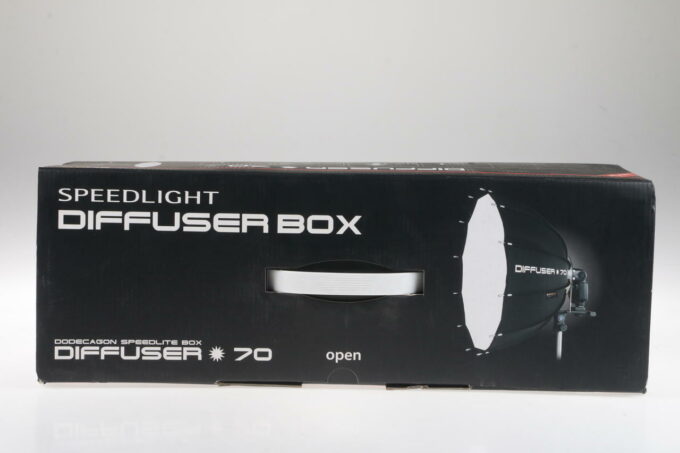 SPEEDLIGHT
DIFFUSER BOX
DIFFUSER ✹ 70
DODECAGON SPEEDLITE BOX
DIFFUSER ✹ 70
open